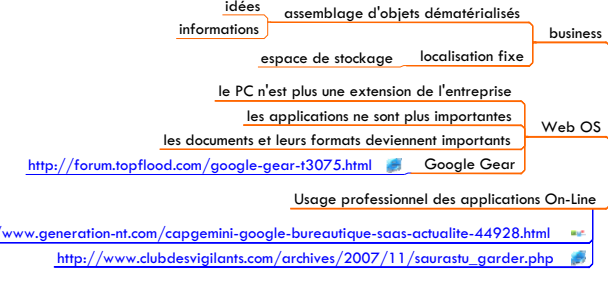 idées
assemblage d'objets dématérialisés
informations
business
espace de stockage
localisation fixe
le PC n'est plus une extension de l'entreprise
les applications ne sont plus importantes
Web OS
les documents et leurs formats deviennent importants
http://forum.topflood.com/google-gear-t3075.html
Google Gear
Usage professionnel des applications On-Line
/www.generation-nt.com/capgemini-google-bureautique-saas-actualite-44928.html
http://www.clubdesvigilants.com/archives/2007/11/saurastu_garder.php